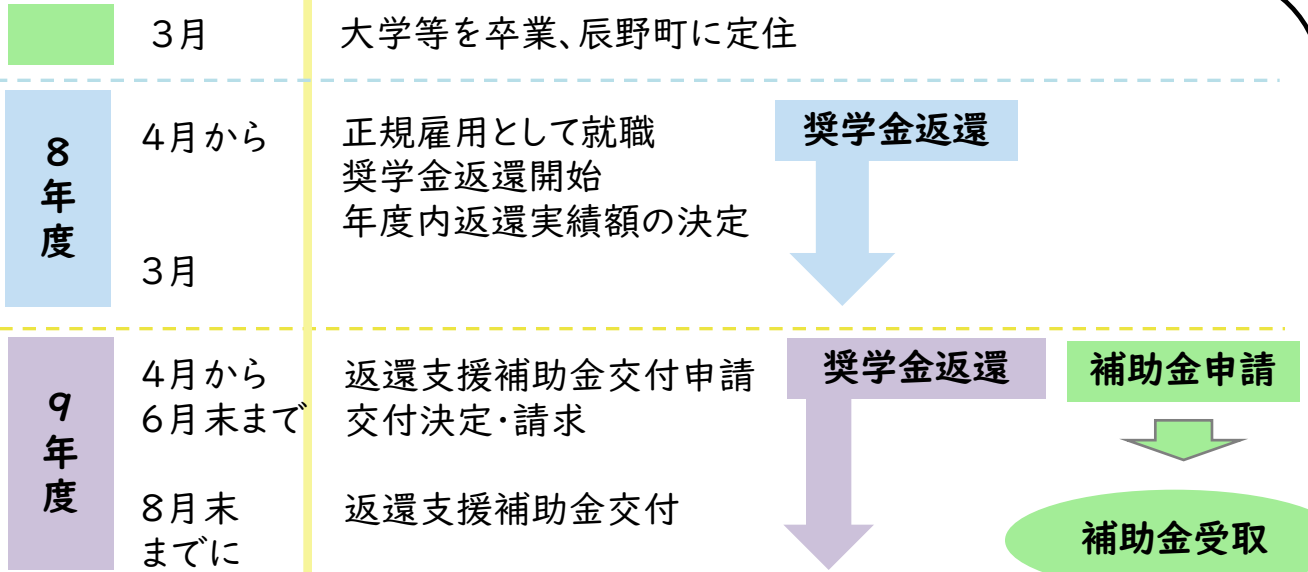 3月
大学等を卒業、辰野町に定住
8年度
4月から
正規雇用として就職
奨学金返還
奨学金返還開始
年度内返還実績額の決定
3月
9年度
4月から
返還支援補助金交付申請
奨学金返還
補助金申請
6月末まで
交付決定・請求
8月末
返還支援補助金交付
補助金受取
までに